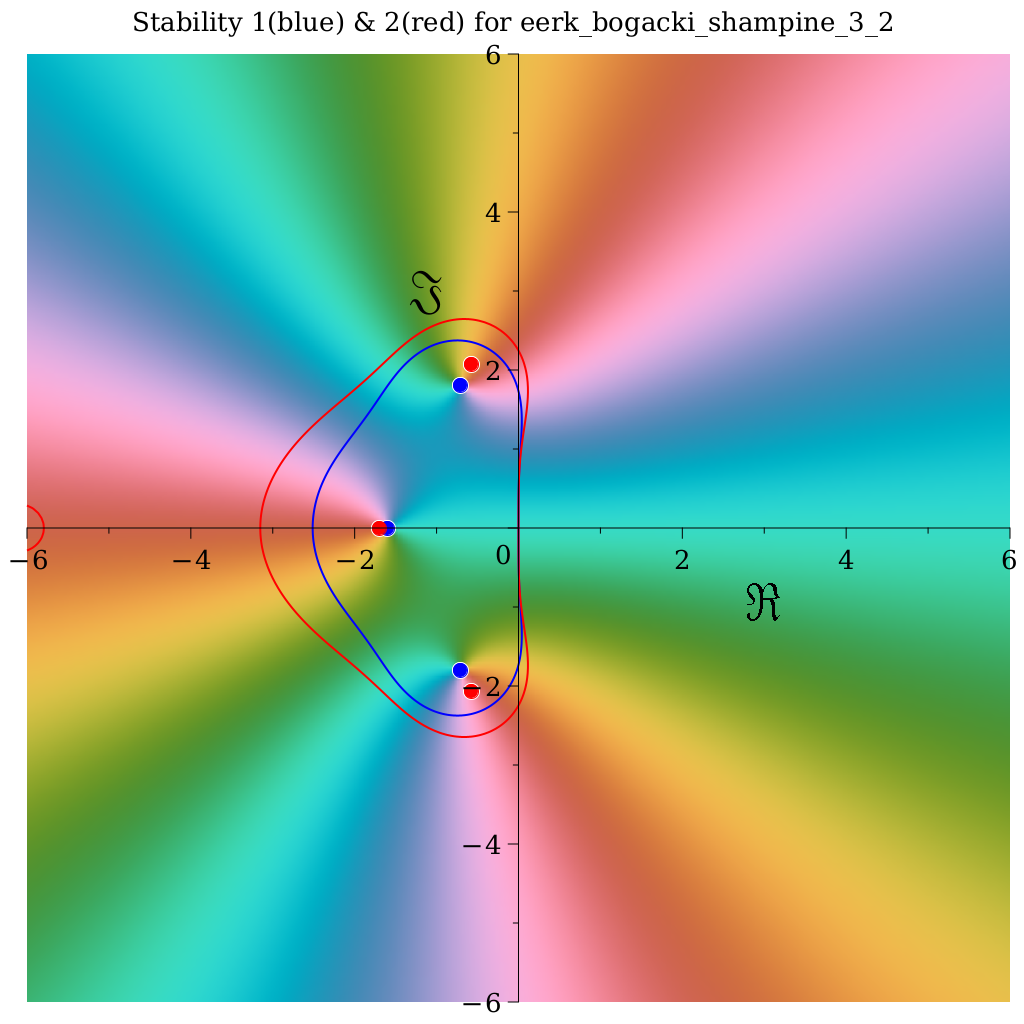 Stability 1(blue) & 2(red) for eerk_bogacki_shampine_3_2
6
4
ℑ
2
−6 −4 −2 0 2 4 6
ℜ
−2
−4
−6